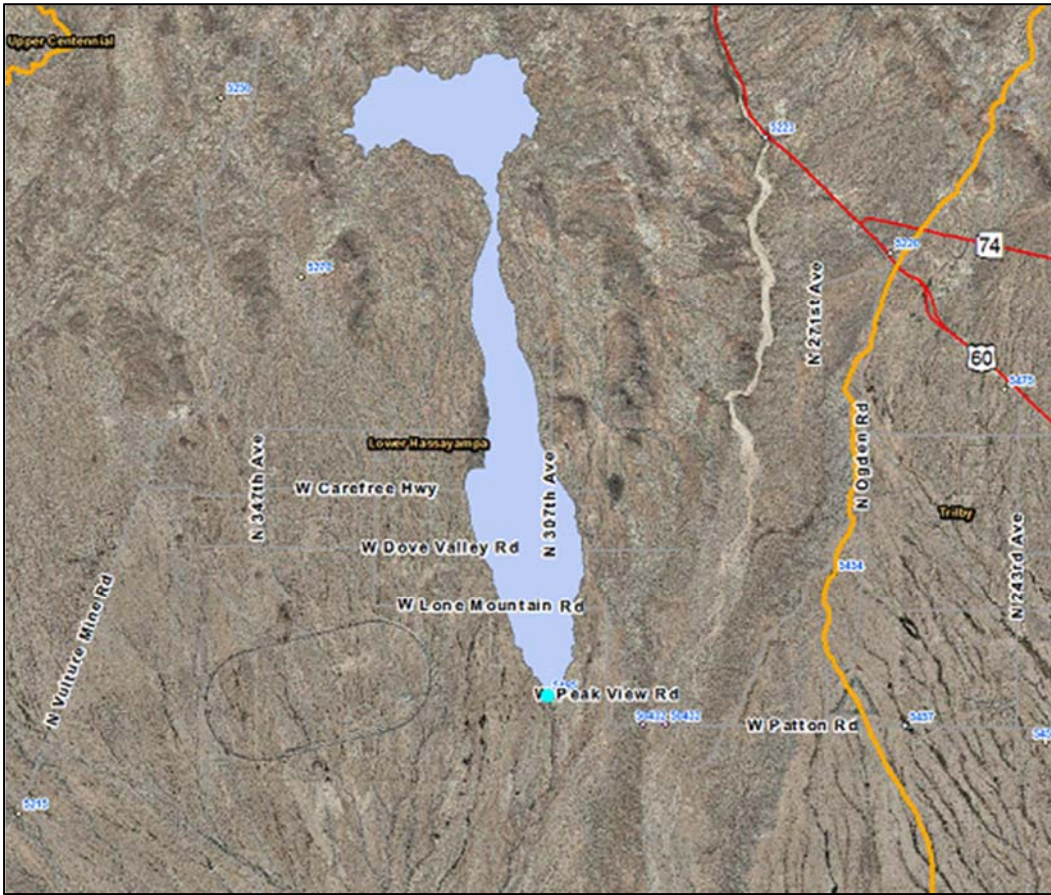 Upper Centennial
5250
5223
74
5220
5270
N 271st Ave
60
5475
Lower Hassayampa
N 347th Ave
N 307th Ave
N Ogden Rd
W Carefree Hwy
Trilby
W Dove Valley Rd
N 243rd Ave
5434
W Lone Mountain Rd
N Vulture Mine Rd
W Peak View Rd
W Patton Rd
5437
5215